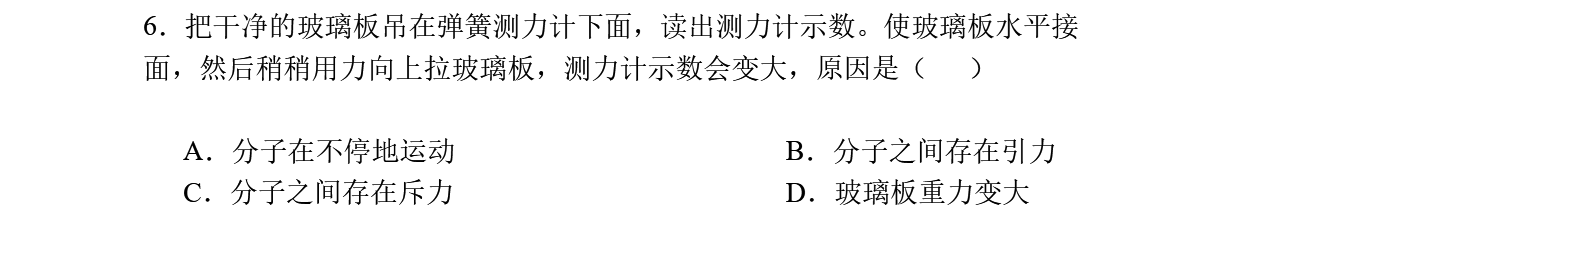 6．把干净的玻璃板吊在弹簧测力计下面，读出测力计示数。使玻璃板水平接
面，然后稍稍用力向上拉玻璃板，测力计示数会变大，原因是（　）
A．分子在不停地运动　B．分子之间存在引力
C．分子之间存在斥力　D．玻璃板重力变大